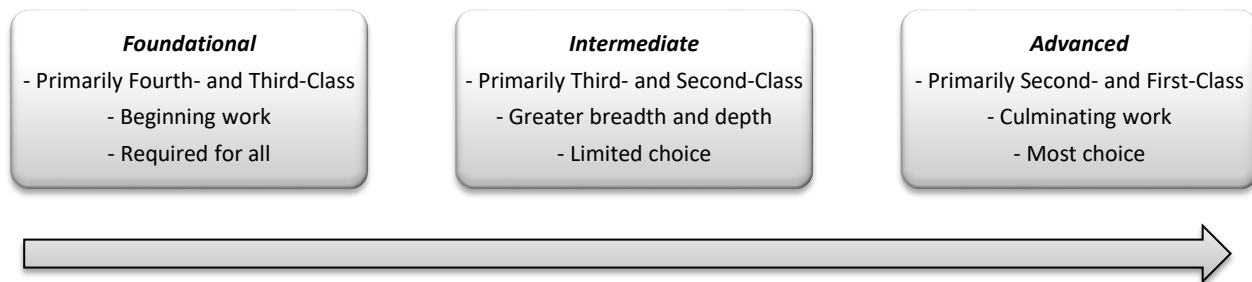 Foundational
- Primarily Fourth- and Third-Class
- Beginning work
- Required for all
Intermediate
- Primarily Third- and Second-Class
- Greater breadth and depth
- Limited choice
Advanced
- Primarily Second- and First-Class
- Culminating work
- Most choice